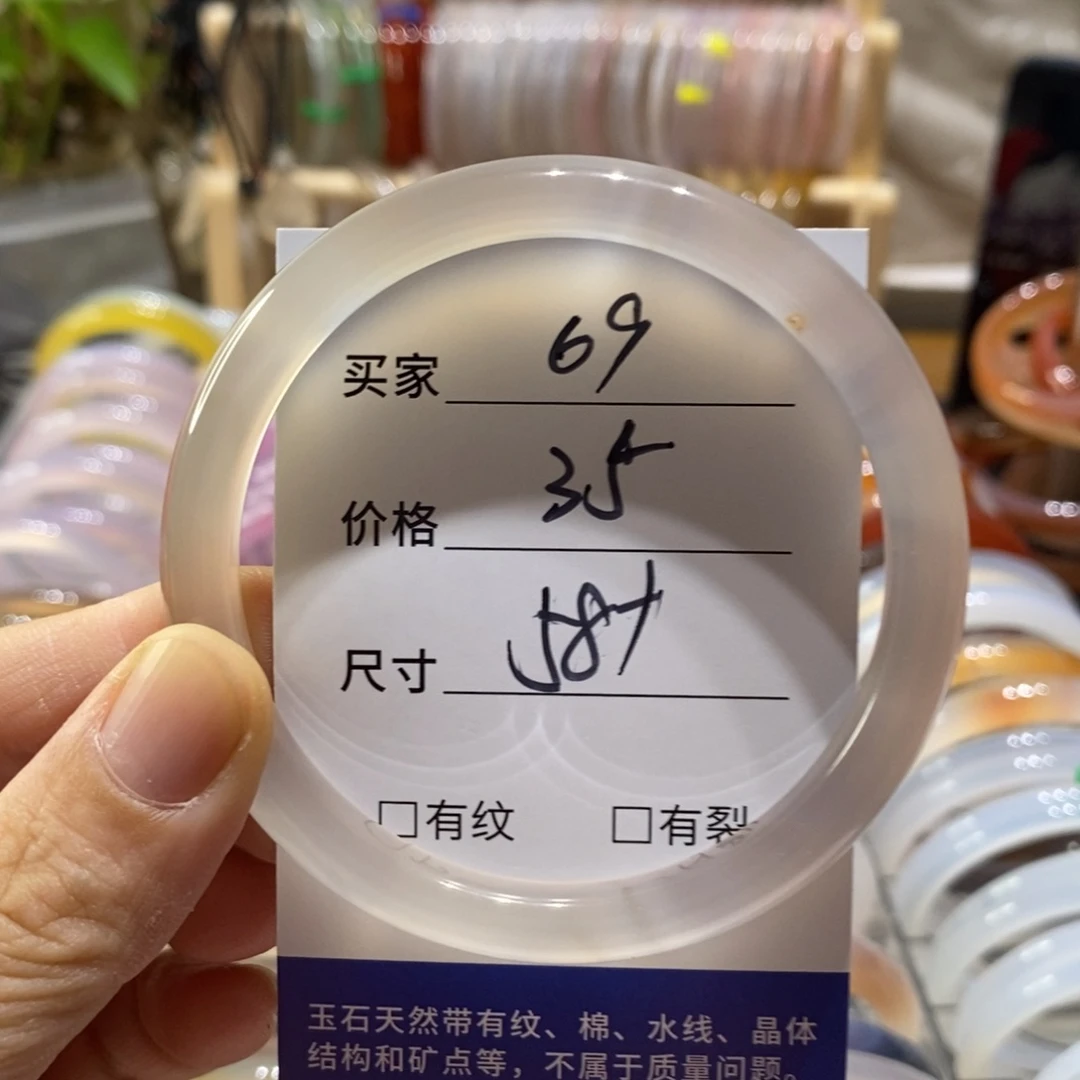 买家 69
价格 35
尺寸 58+
□有纹 □有裂
玉石天然带有纹、棉、水线、晶体
结构和矿点等，不属于质量问题。